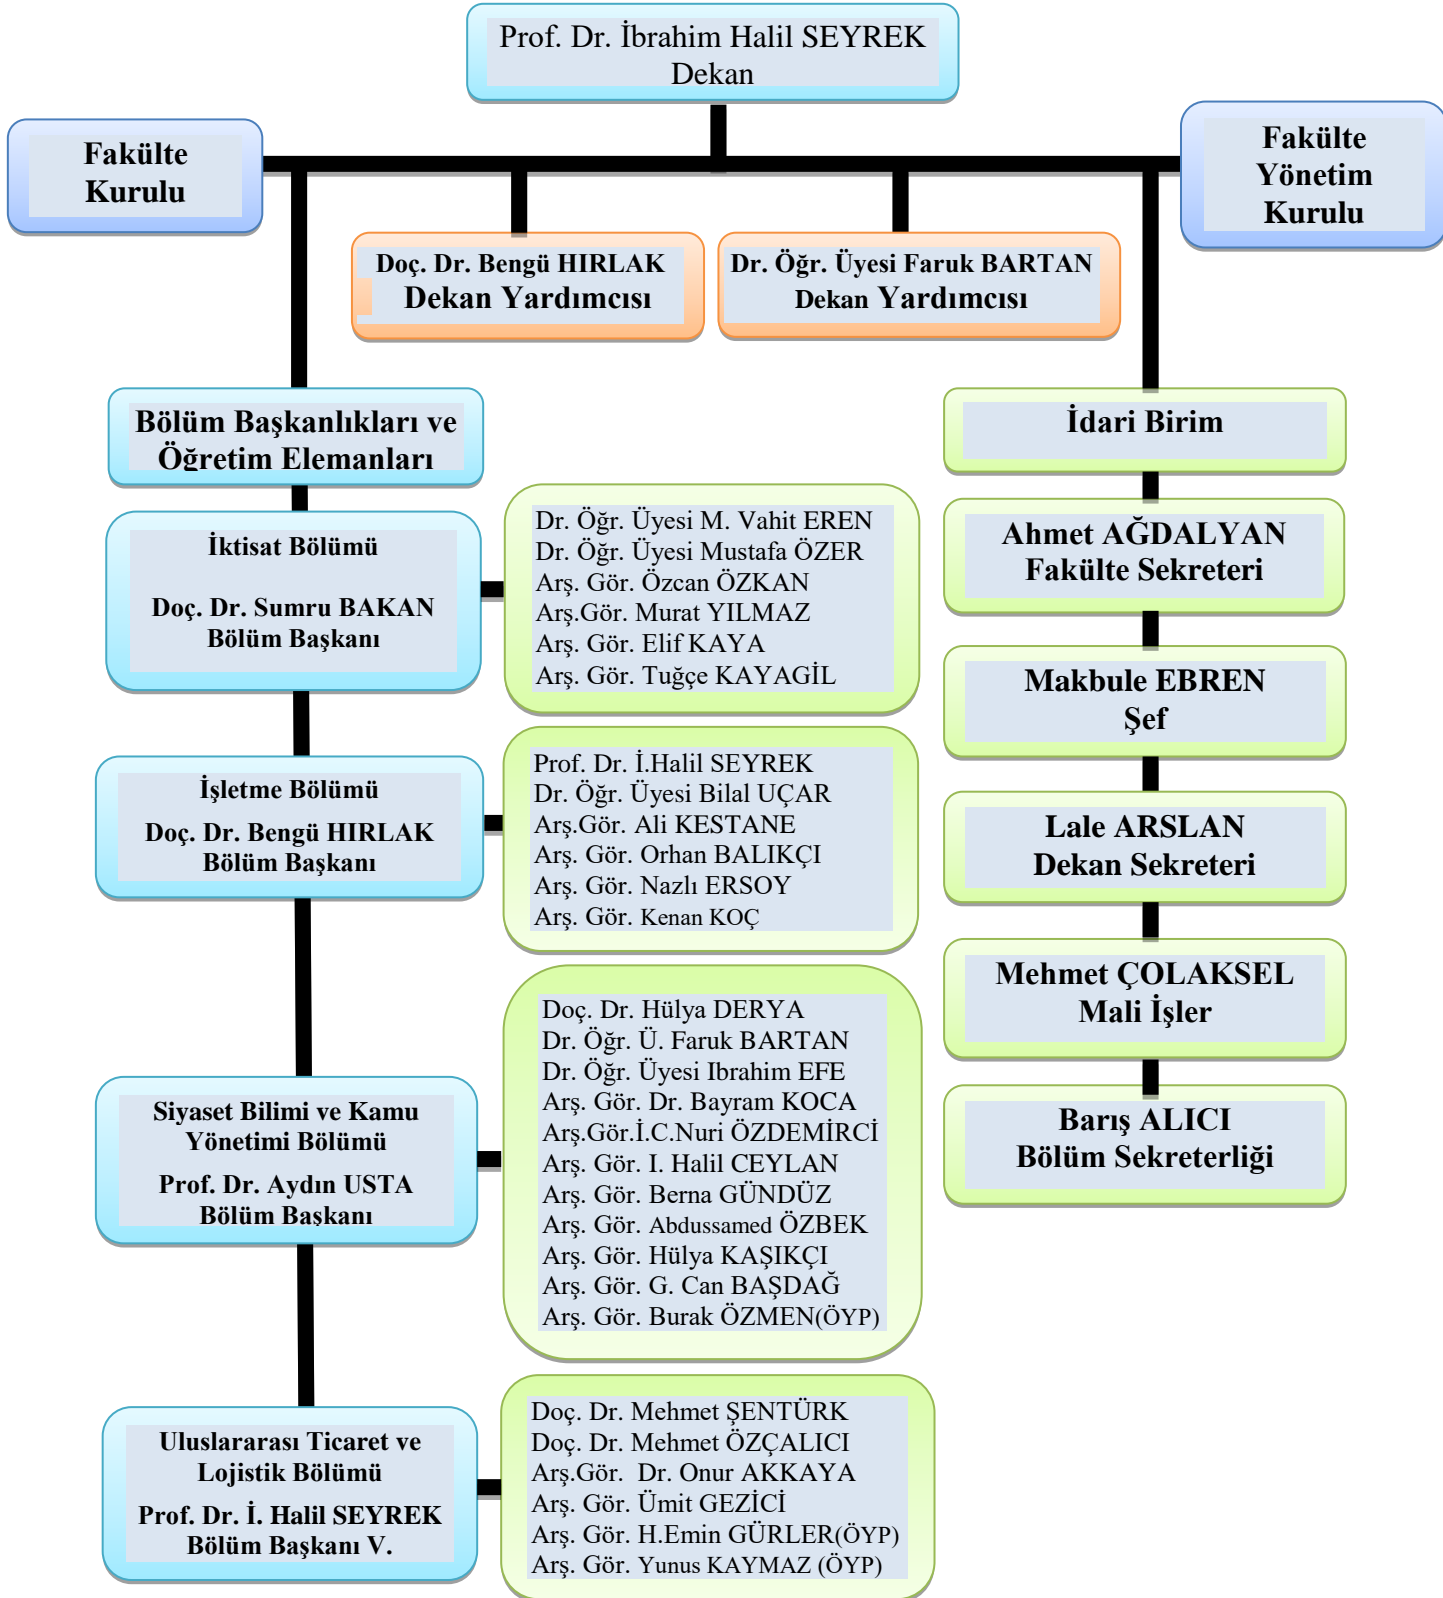 Prof. Dr. İbrahim Halil SEYREK
Dekan
Fakülte
Kurulu
Fakülte
Yönetim
Kurulu
Doç. Dr. Bengü HIRLAK
Dekan Yardımcısı
Dr. Öğr. Üyesi Faruk BARTAN
Dekan Yardımcısı
Bölüm Başkanlıkları ve
Öğretim Elemanları
İktisat Bölümü
Doç. Dr. Sumru BAKAN
Bölüm Başkanı
Dr. Öğr. Üyesi M. Vahit EREN
Dr. Öğr. Üyesi Mustafa ÖZER
Arş. Gör. Özcan ÖZKAN
Arş.Gör. Murat YILMAZ
Arş. Gör. Elif KAYA
Arş. Gör. Tuğçe KAYAGİL
İşletme Bölümü
Doç. Dr. Bengü HIRLAK
Bölüm Başkanı
Prof. Dr. İ.Halil SEYREK
Dr. Öğr. Üyesi Bilal UÇAR
Arş.Gör. Ali KESTANE
Arş. Gör. Orhan BALIKÇI
Arş. Gör. Nazlı ERSOY
Arş. Gör. Kenan KOÇ
Siyaset Bilimi ve Kamu
Yönetimi Bölümü
Prof. Dr. Aydın USTA
Bölüm Başkanı
Doç. Dr. Hülya DERYA
Dr. Öğr. Ü. Faruk BARTAN
Dr. Öğr. Üyesi Ibrahim EFE
Arş. Gör. Dr. Bayram KOCA
Arş.Gör.İ.C.Nuri ÖZDEMİRCİ
Arş. Gör. I. Halil CEYLAN
Arş. Gör. Berna GÜNDÜZ
Arş. Gör. Abdussamed ÖZBEK
Arş. Gör. Hülya KAŞIKÇI
Arş. Gör. G. Can BAŞDAĞ
Arş. Gör. Burak ÖZMEN(ÖYP)
Uluslararası Ticaret ve
Lojistik Bölümü
Prof. Dr. İ. Halil SEYREK
Bölüm Başkanı V.
Doç. Dr. Mehmet ŞENTÜRK
Doç. Dr. Mehmet ÖZÇALICI
Arş.Gör. Dr. Onur AKKAYA
Arş. Gör. Ümit GEZİCİ
Arş. Gör. H.Emin GÜRLER(ÖYP)
Arş. Gör. Yunus KAYMAZ (ÖYP)
İdari Birim
Ahmet AĞDALYAN
Fakülte Sekreteri
Makbule EBREN
Şef
Lale ARSLAN
Dekan Sekreteri
Mehmet ÇOLAKSEL
Mali İşler
Barış ALICI
Bölüm Sekreterliği